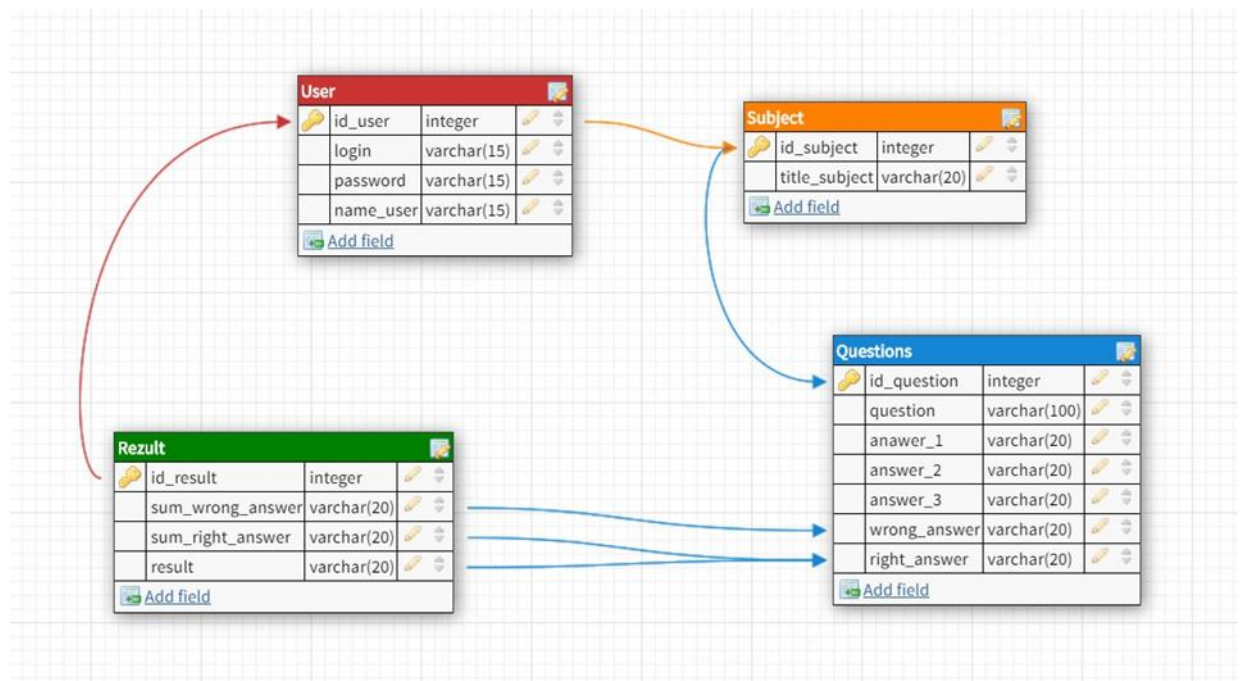 User
id_user integer
login varchar(15)
password varchar(15)
name_user varchar(15)
Add field
Subject
id_subject integer
title_subject varchar(20)
Add field
Questions
id_question integer
question varchar(100)
anawer_1 varchar(20)
answer_2 varchar(20)
answer_3 varchar(20)
wrong_answer varchar(20)
right_answer varchar(20)
Add field
Rezult
id_result integer
sum_wrong_answer varchar(20)
sum_right_answer varchar(20)
result varchar(20)
Add field